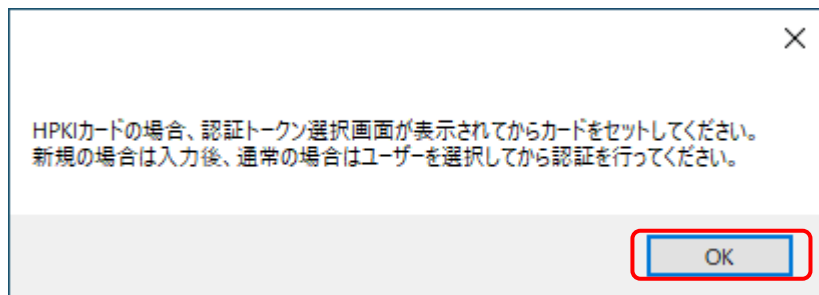 HPKIカードの場合、認証トークン選択画面が表示されてからカードをセットしてください。
新規の場合は入力後、通常の場合はユーザーを選択してから認証を行ってください。
OK